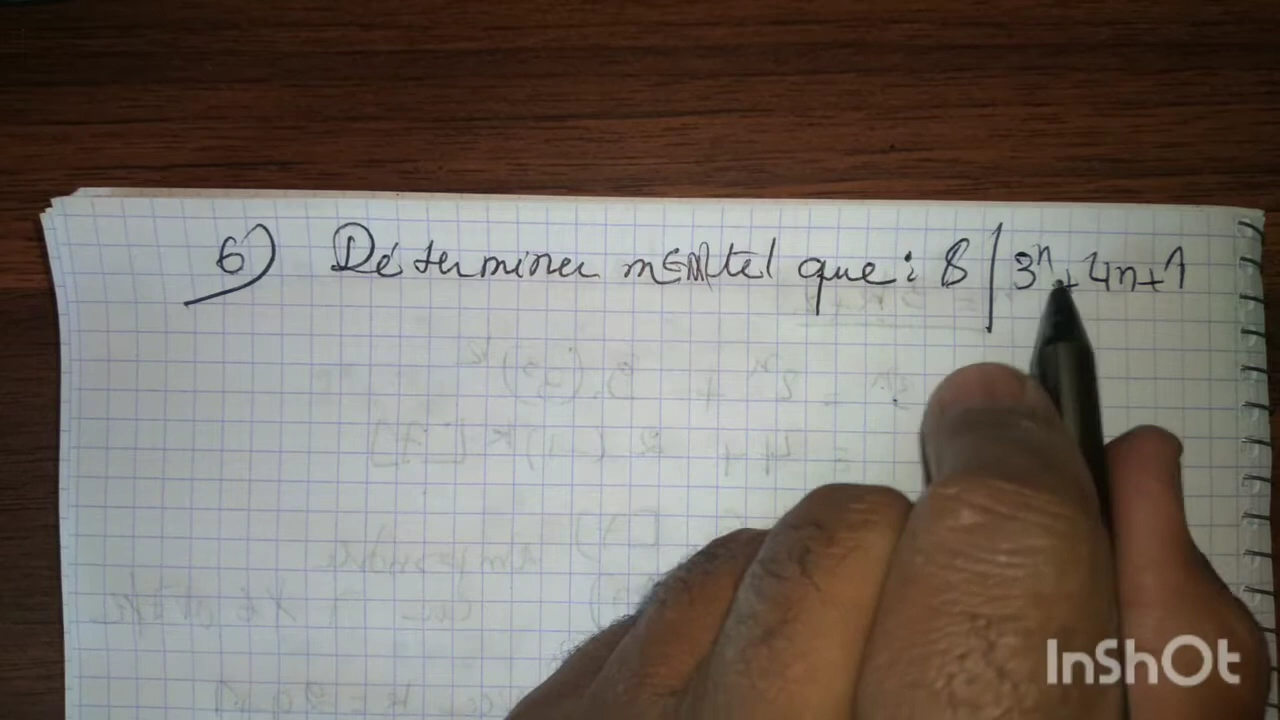 6) Déterminer n∈ℕ tel que : 8 | 3ⁿ + 4n + 1
InShOt